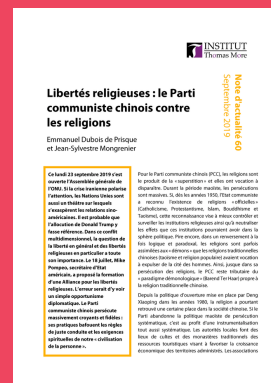 INSTITUT
Thomas More
Note d'actualité 60
Septembre 2019
Libertés religieuses : le Parti
communiste chinois contre
les religions
Emmanuel Dubois de Prisque
et Jean-Sylvestre Mongrenier
Ce lundi 23 septembre 2019 s'est
ouverte l'Assemblée générale de
l'ONU. Si la crise iranienne polarise
l'attention, les Nations Unies sont
aussi un théâtre sur lesquels
s'exaspèrent les relations sino-
américaines. Il est probable que
l'allocution de Donald Trump y
fasse référence. Dans ce conflit
multidimensionnel, la question de
la liberté en général et des libertés
religieuses en particulier a toute
son importance. Le 18 juillet, Mike
Pompeo, secrétaire d'État
américain, a proposé la formation
d'une Alliance pour les libertés
religieuses. L'erreur serait d'y voir
un simple opportunisme
diplomatique. Le Parti
communiste chinois persécute
massivement croyants et fidèles :
ses pratiques bafouent les règles
de juste conduite et les exigences
spirituelles de notre « civilisation
de la personne ».
Pour le Parti communiste chinois (PCC), les religions sont
le produit de la « superstition » et elles ont vocation à
disparaître. Durant la période maoïste, les persécutions
sont massives. Si, dès les années 1950, l'État communiste
a reconnu l'existence de religions « officielles »
(Catholicisme, Protestantisme, Islam, Bouddhisme et
Taoïsme), cette reconnaissance vise à mieux contrôler et
surveiller les institutions religieuses ainsi qu'à neutraliser
les effets que ces institutions pourraient avoir dans la
sphère politique. Pire encore, dans un renversement à la
fois logique et paradoxal, les religions sont parfois
assimilées aux « démons » que les religions traditionnelles
chinoises (taoïsme et religion populaire) avaient vocation
à expulser de la cité des hommes. Ainsi, jusque dans sa
persécution des religions, le PCC reste tributaire du
« paradigme démonologique » (Barend Ter Haar) propre à
la religion traditionnelle chinoise.
Depuis la politique d'ouverture mise en place par Deng
Xiaoping dans les années 1980, la religion a pourtant
retrouvé une certaine place dans la société chinoise. Si le
Parti abandonne la politique maoïste de persécution
systématique, c'est au profit d'une instrumentalisation
tout aussi systématique. Les autorités locales font des
lieux de cultes et des manières traditionnels des
ressources touristiques visant à favoriser la croissance
économique des territoires administrés. Les associations